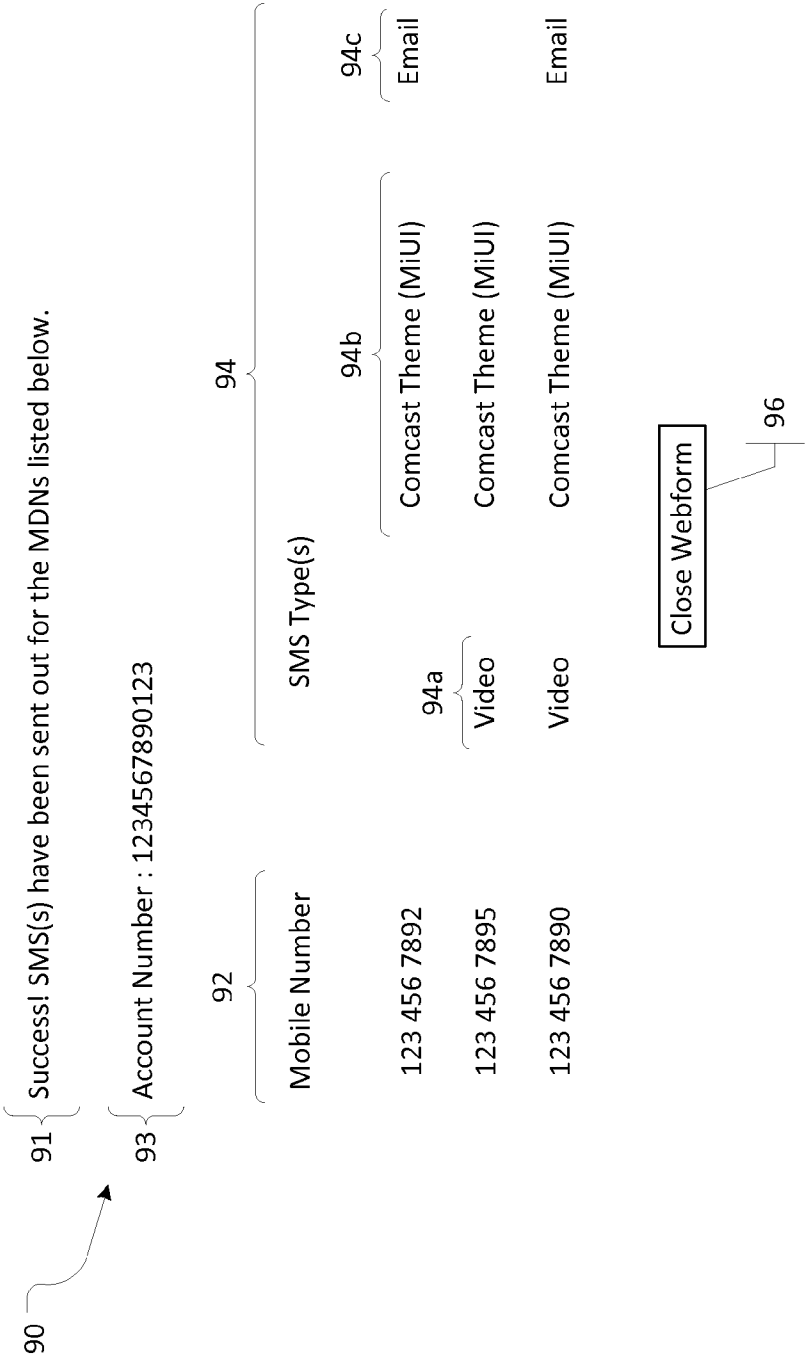 90
91 Success! SMS(s) have been sent out for the MDNs listed below.
93 Account Number : 1234567890123
92 94
Mobile Number SMS Type(s)
94a 94b 94c
123 456 7892 Comcast Theme (MiUI) Email
123 456 7895 Video Comcast Theme (MiUI)
123 456 7890 Video Comcast Theme (MiUI) Email
Close Webform
96